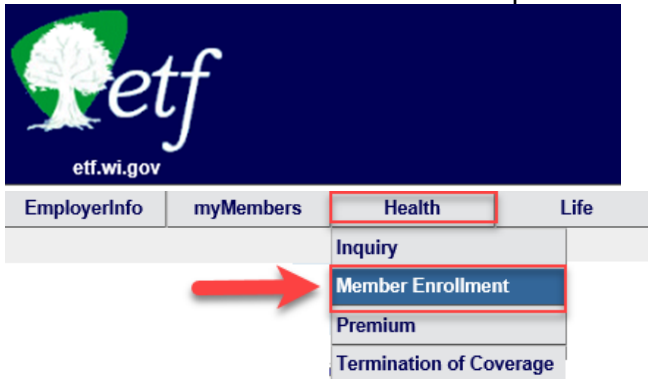 etf
etf.wi.gov
EmployerInfo myMembers Health Life
Inquiry
Member Enrollment
Premium
Termination of Coverage